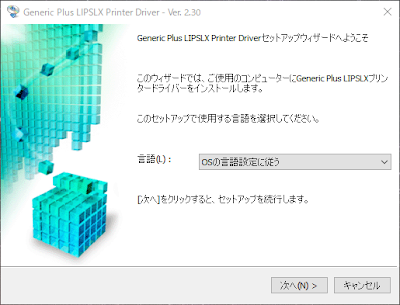 Generic Plus LIPSLX Printer Driver - Ver. 2.30
Generic Plus LIPSLX Printer Driverセットアップウィザードへようこそ
このウィザードでは、ご使用のコンピューターにGeneric Plus LIPSLXプリン
タードライバーをインストールします。
このセットアップで使用する言語を選択してください。
言語(L):
OSの言語設定に従う
[次へ]をクリックすると、セットアップを続行します。
次へ(N) >
キャンセル